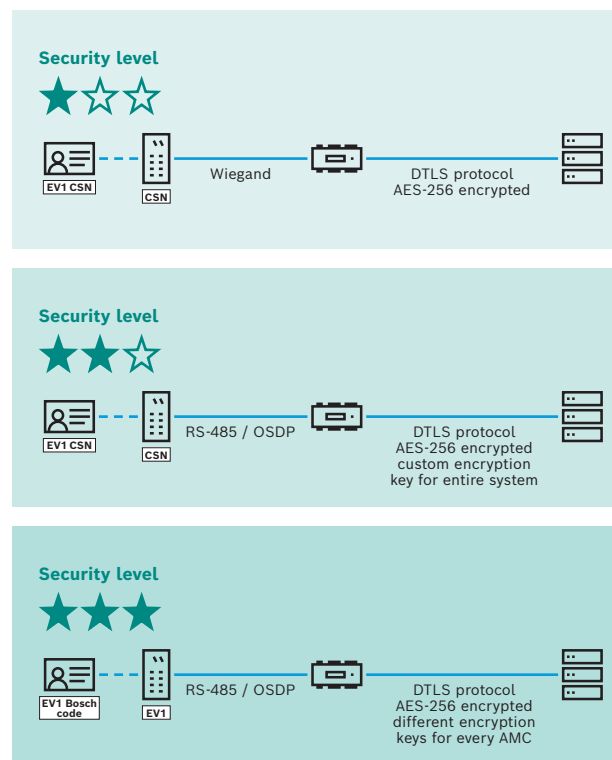 Security level
EV1 CSN
CSN
Wiegand
DTLS protocol
AES-256 encrypted
Security level
EV1 CSN
CSN
RS-485 / OSDP
DTLS protocol
AES-256 encrypted
custom encryption
key for entire system
Security level
EV1 Bosch
code
EV1
RS-485 / OSDP
DTLS protocol
AES-256 encrypted
different encryption
keys for every AMC